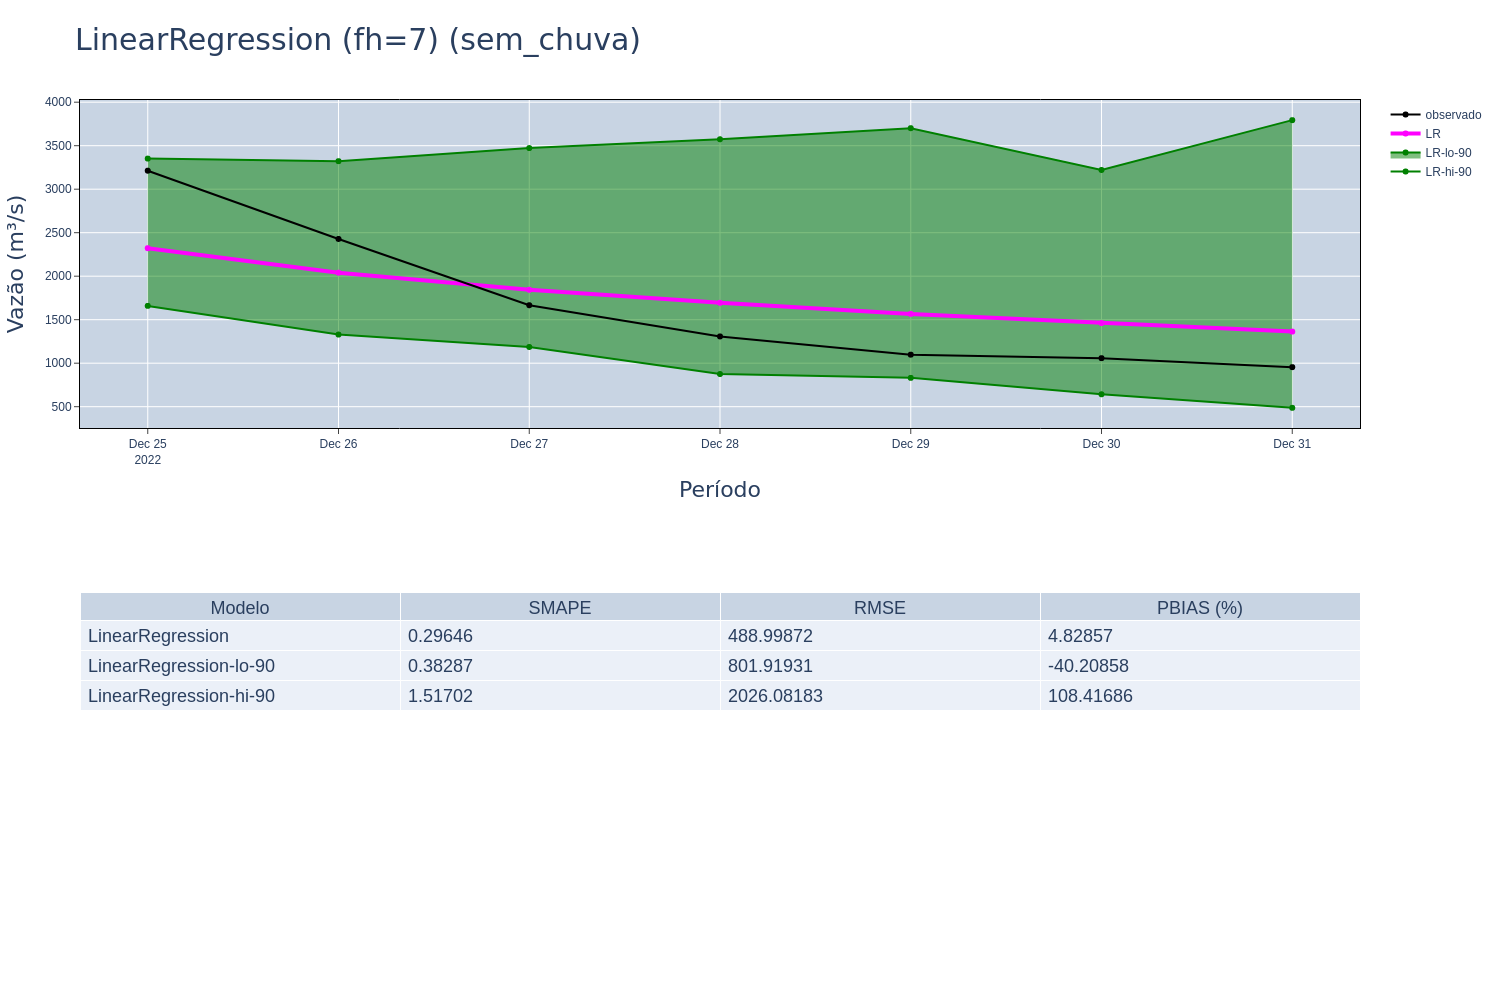 LinearRegression (fh=7) (sem_chuva)
Vazão (m³/s)
4000
3500
3000
2500
2000
1500
1000
500
Dec 25
2022
Dec 26
Dec 27
Dec 28
Dec 29
Dec 30
Dec 31
Período
observado
LR
LR-lo-90
LR-hi-90
Modelo SMAPE RMSE PBIAS (%)
LinearRegression 0.29646 488.99872 4.82857
LinearRegression-lo-90 0.38287 801.91931 -40.20858
LinearRegression-hi-90 1.51702 2026.08183 108.41686